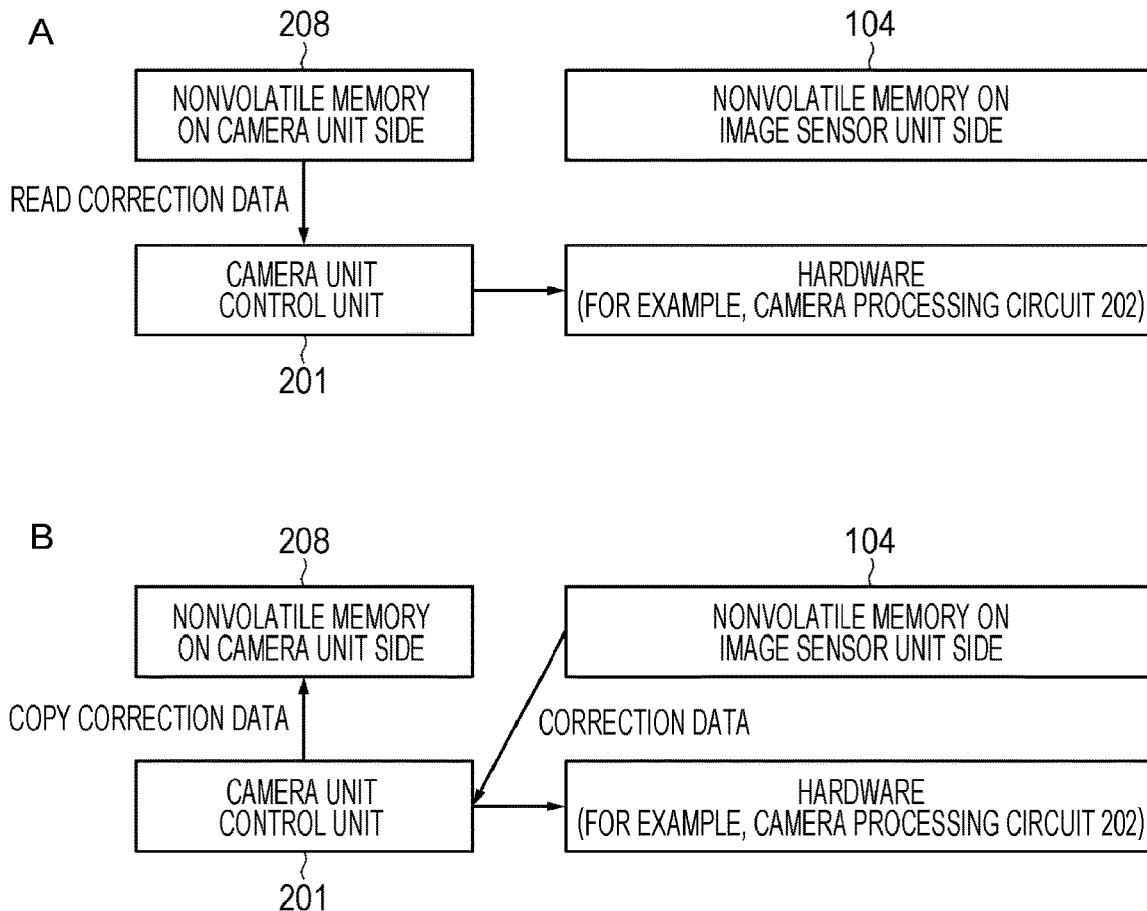 A
208
104
NONVOLATILE MEMORY
ON CAMERA UNIT SIDE
NONVOLATILE MEMORY ON
IMAGE SENSOR UNIT SIDE
READ CORRECTION DATA
CAMERA UNIT
CONTROL UNIT
HARDWARE
(FOR EXAMPLE, CAMERA PROCESSING CIRCUIT 202)
201
B
208
104
NONVOLATILE MEMORY
ON CAMERA UNIT SIDE
NONVOLATILE MEMORY ON
IMAGE SENSOR UNIT SIDE
COPY CORRECTION DATA
CORRECTION DATA
CAMERA UNIT
CONTROL UNIT
HARDWARE
(FOR EXAMPLE, CAMERA PROCESSING CIRCUIT 202)
201